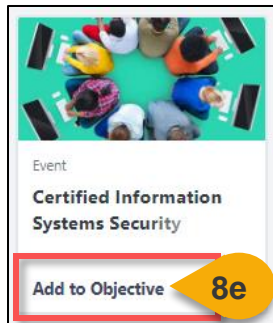 Event
Certified Information
Systems Security
Add to Objective
8e